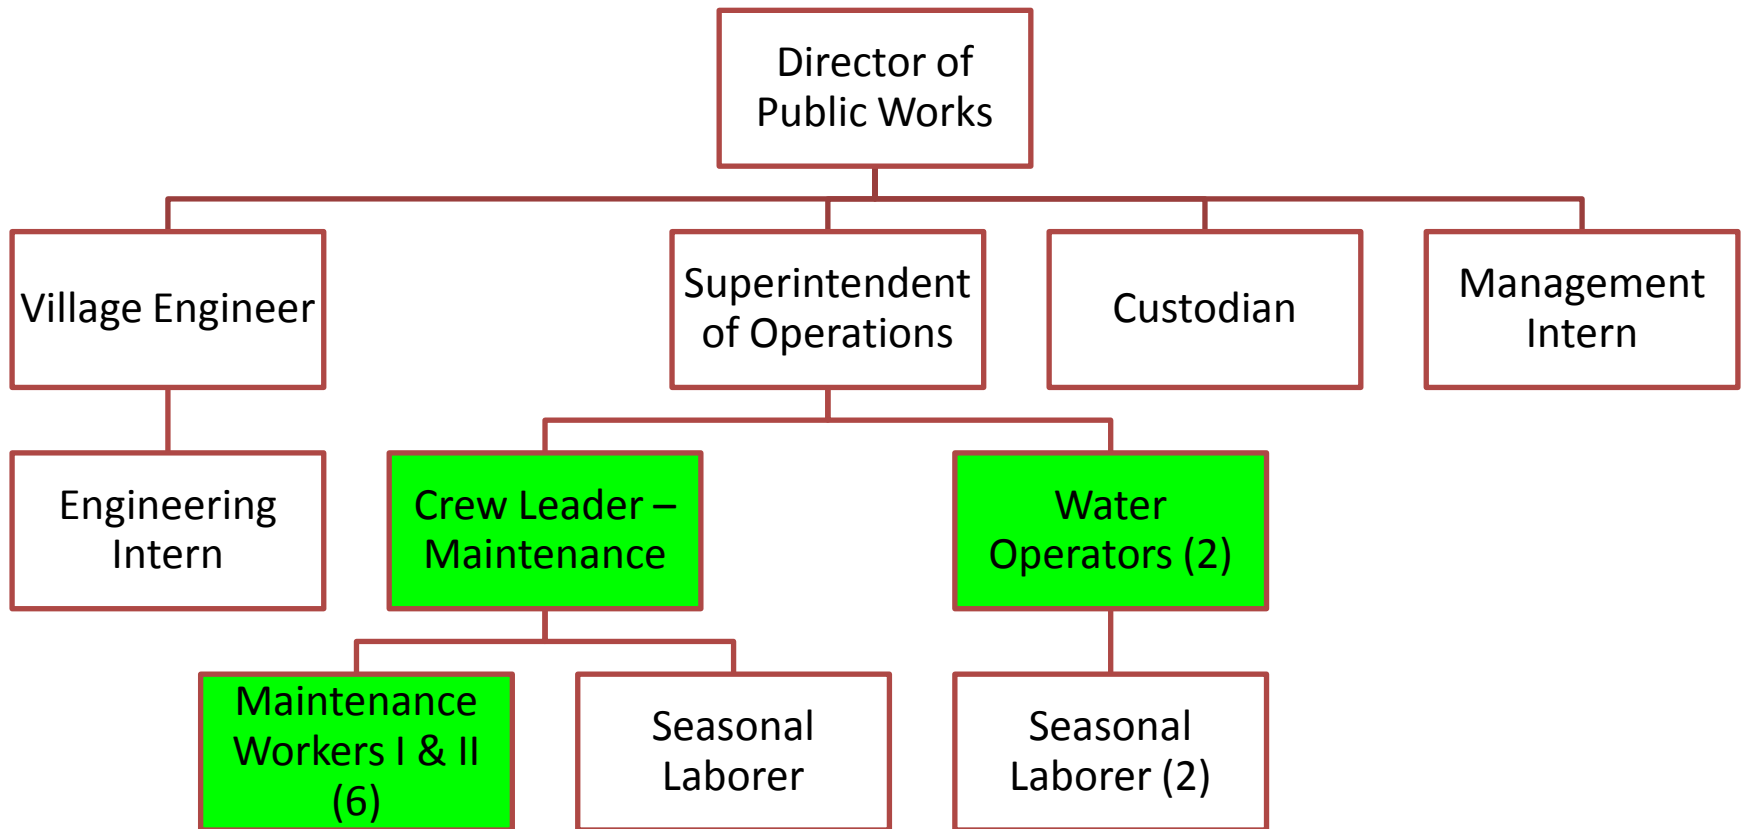 Director of
Public Works
Village Engineer
Superintendent
of Operations
Custodian
Management
Intern
Engineering
Intern
Crew Leader –
Maintenance
Water
Operators (2)
Maintenance
Workers I & II
(6)
Seasonal
Laborer
Seasonal
Laborer (2)